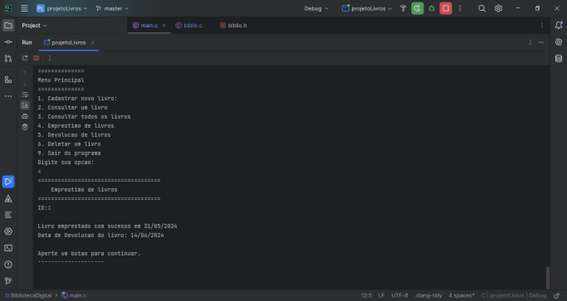 PL projetoLivros master Debug projetoLivros
Project main.c biblio.c biblio.h
Run projetoLivros
==============
Menu Principal
==============
1. Cadastrar novo livro:
2. Consultar um livro
3. Consultar todos os livros
4. Emprestimo de livros
5. Devolucao de livros
6. Deletar um livro
9. Sair do programa
Digite sua opcao:
4
=====================================
Emprestimo de livros
=====================================
ID:
Livro emprestado com sucesso em 31/05/2024
Data de Devolucao do livro: 14/06/2024
Aperte um botao para continuar.
--------------------
BibliotecaDigital > main.c 12:5 LF UTF-8 .clang-tidy 4 spaces* C | projetoLivros | Debug